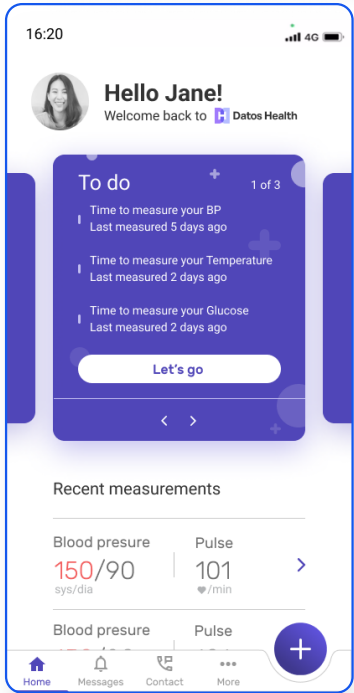 16:20
4G
Hello Jane!
Welcome back to Datos Health
To do
1 of 3
Time to measure your BP
Last measured 5 days ago
Time to measure your Temperature
Last measured 2 days ago
Time to measure your Glucose
Last measured 2 days ago
Let's go
Recent measurements
Blood presure Pulse
150/90 101
sys/dia /min
Blood presure Pulse
Home Messages Contact More